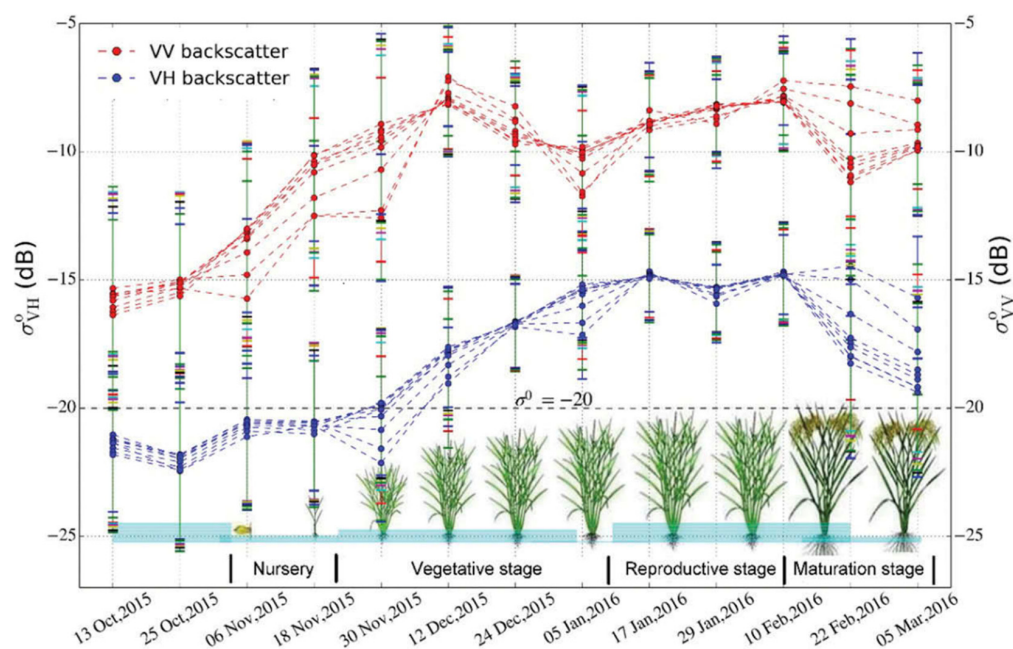 −5
−10
−15
−20
−25
σ°VH (dB)
VV backscatter
VH backscatter
σ⁰ = −20
Nursery
Vegetative stage
Reproductive stage
Maturation stage
−5
−10
−15
−20
−25
σ°VV (dB)
13 Oct,2015
25 Oct,2015
06 Nov,2015
18 Nov,2015
30 Nov,2015
12 Dec,2015
24 Dec,2015
05 Jan,2016
17 Jan,2016
29 Jan,2016
10 Feb,2016
22 Feb,2016
05 Mar,2016